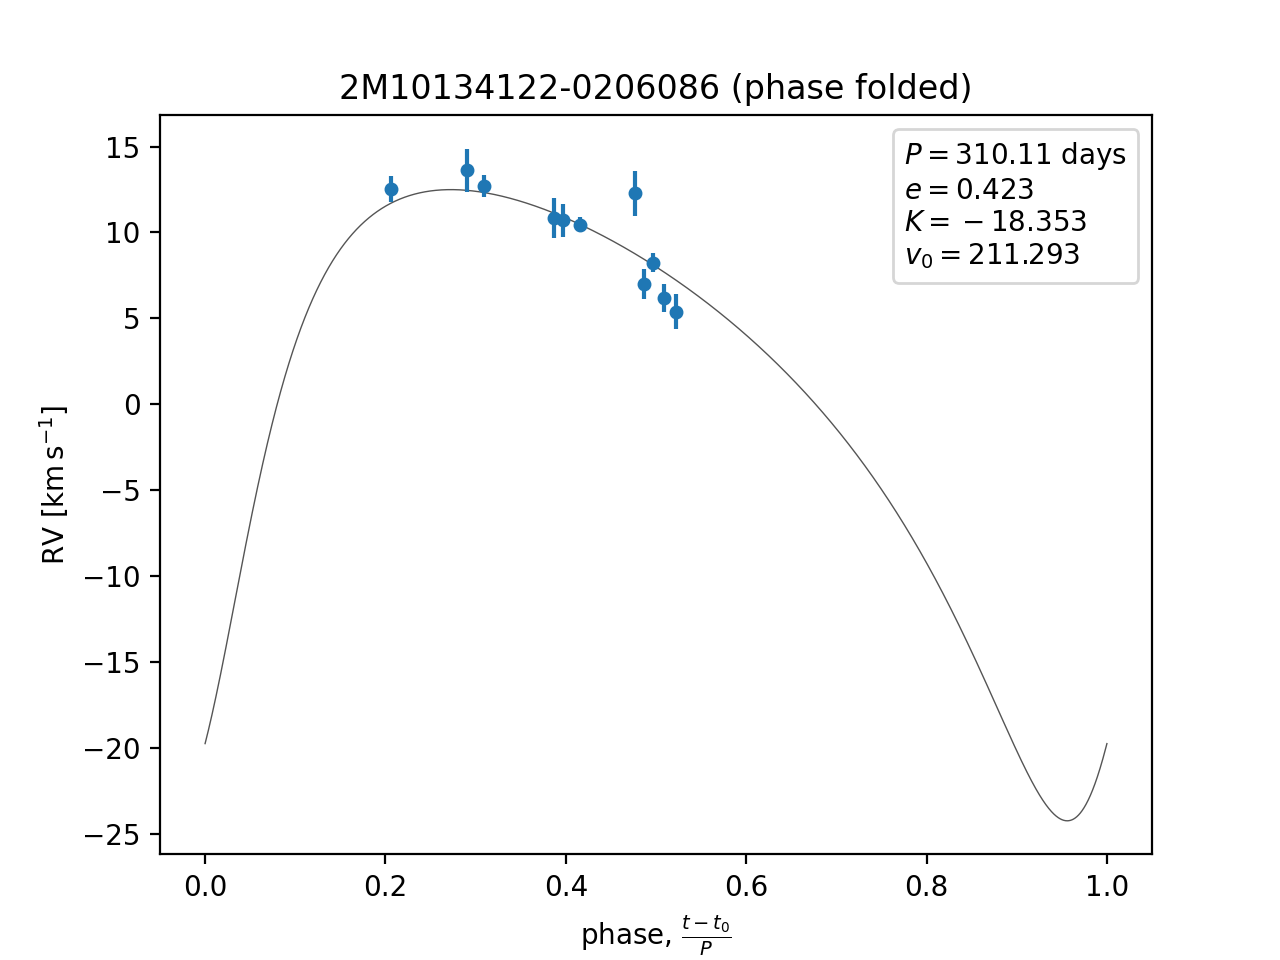 2M10134122-0206086 (phase folded)
P = 310.11 days
e = 0.423
K = −18.353
v₀ = 211.293
15
10
5
0
−5
−10
−15
−20
−25
RV [km s⁻¹]
0.0 0.2 0.4 0.6 0.8 1.0
phase, (t − t₀)/P